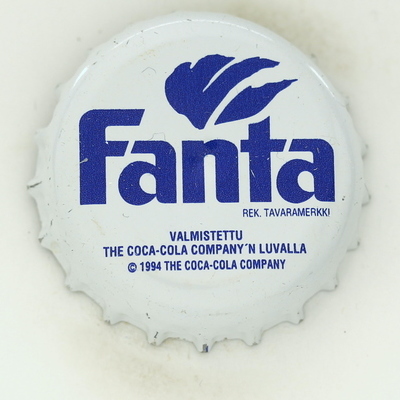 Fanta
REK. TAVARAMERKKI
VALMISTETTU
THE COCA-COLA COMPANY´N LUVALLA
© 1994 THE COCA-COLA COMPANY